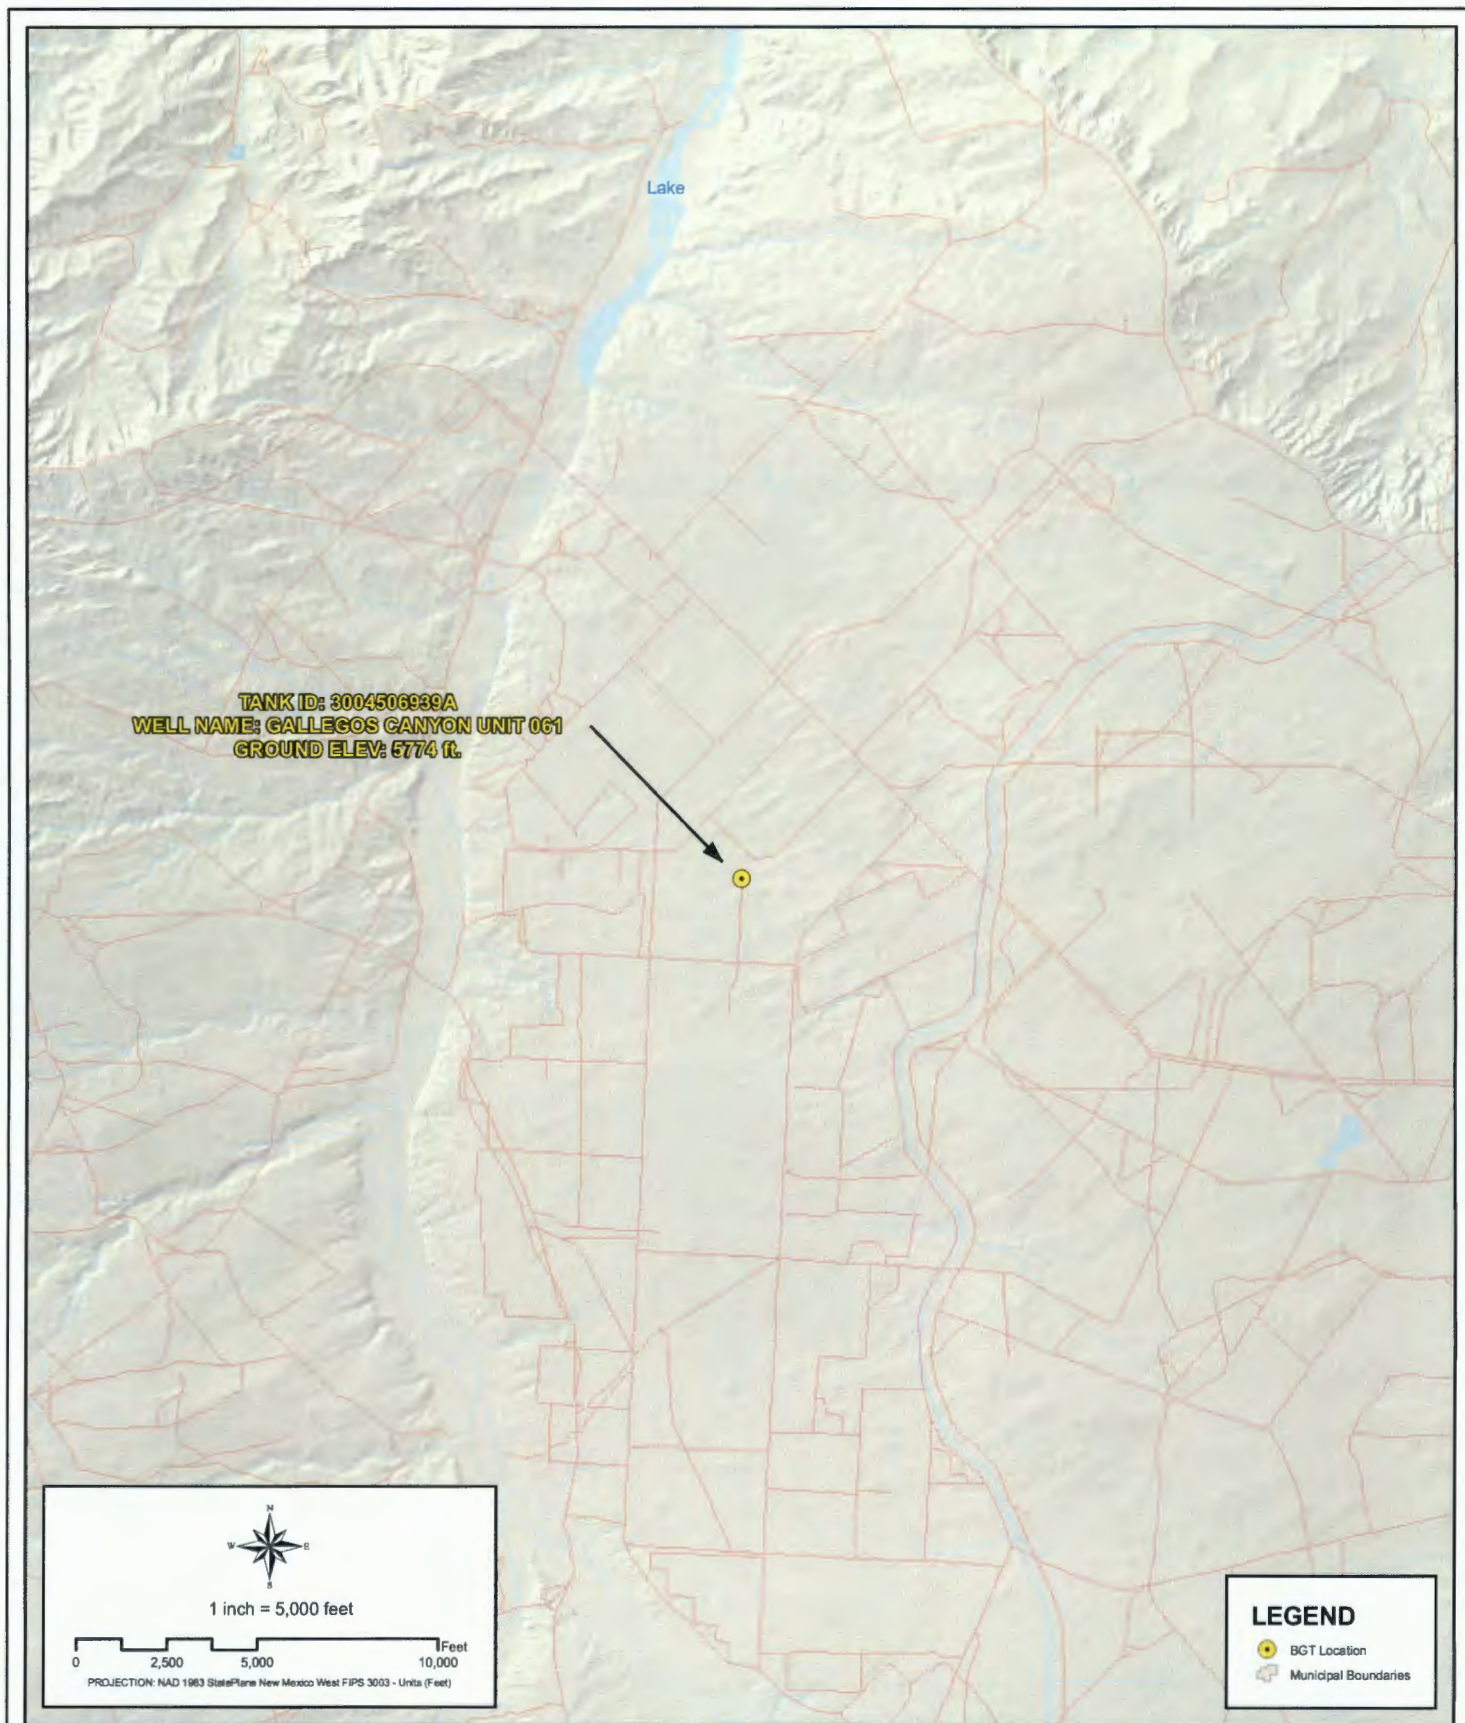 Lake
TANK ID: 3004506939A
WELL NAME: GALLEGOS CANYON UNIT 061
GROUND ELEV: 5774 ft.
N
W E
S
1 inch = 5,000 feet
Feet
0 2,500 5,000 10,000
PROJECTION: NAD 1983 StatePlane New Mexico West FIPS 3003 - Units (Feet)
LEGEND
BGT Location
Municipal Boundaries